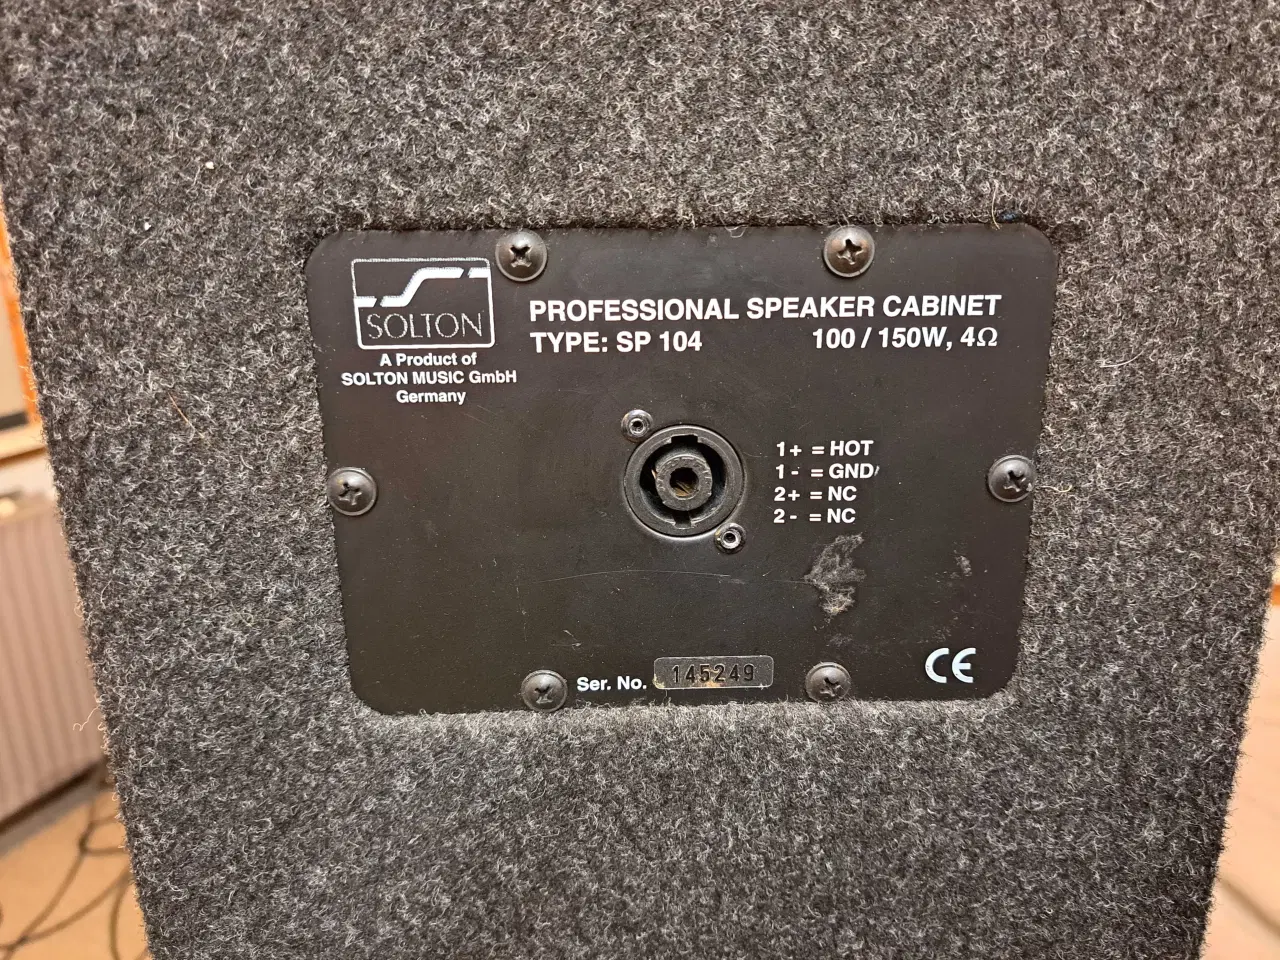 SOLTON
A Product of
SOLTON MUSIC GmbH
Germany
PROFESSIONAL SPEAKER CABINET
TYPE: SP 104 100 / 150W, 4Ω
1+ = HOT
1- = GND
2+ = NC
2- = NC
Ser. No. 145249
CE